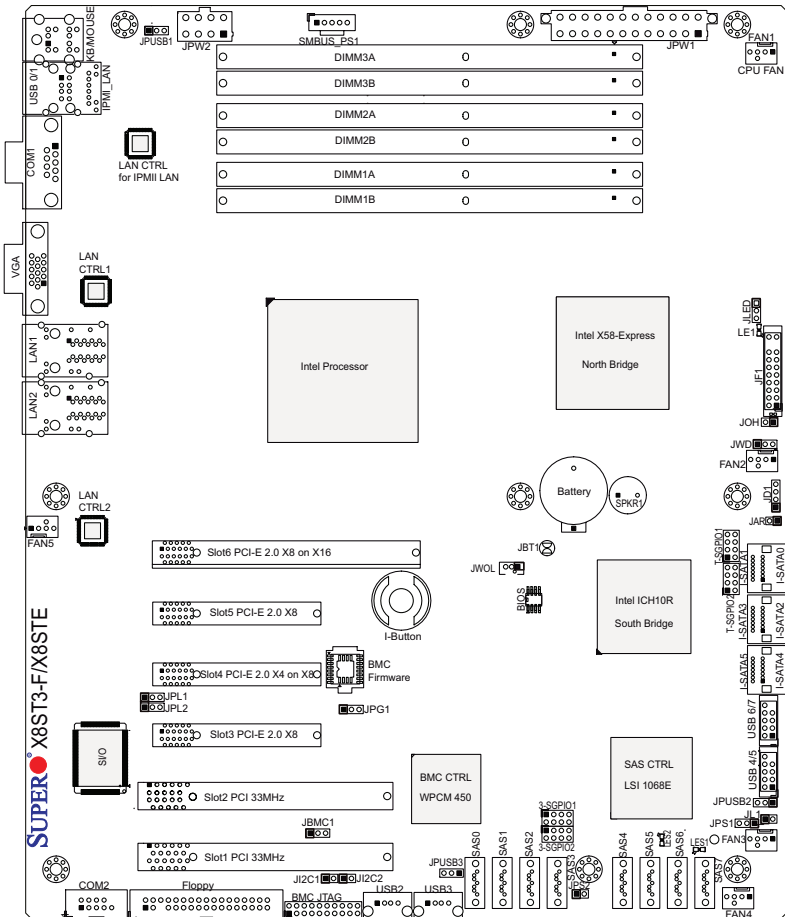 KB/MOUSE
JPUSB1
JPW2
SMBUS_PS1
JPW1
FAN1
CPU FAN
DIMM3A
DIMM3B
DIMM2A
DIMM2B
DIMM1A
DIMM1B
USB 0/1
IPMI_LAN
LAN CTRL
for IPMII LAN
COM1
VGA
LAN
CTRL1
LAN1
LAN2
Intel Processor
Intel X58-Express
North Bridge
JLED
LE1
JF1
JOH
JWD
FAN2
JD1
JAR
Battery
SPKR1
LAN
CTRL2
FAN5
JBT1
JWOL
BIOS
Intel ICH10R
South Bridge
T-SGPIO1
T-SGPIO2
I-SATA1
I-SATA0
I-SATA3
I-SATA2
I-SATA5
I-SATA4
Slot6 PCI-E 2.0 X8 on X16
Slot5 PCI-E 2.0 X8
I-Button
Slot4 PCI-E 2.0 X4 on X8
BMC
Firmware
JPL1
JPL2
JPG1
Slot3 PCI-E 2.0 X8
SUPER X8ST3-F/X8STE
SI/O
BMC CTRL
WPCM 450
SAS CTRL
LSI 1068E
USB 6/7
USB 4/5
JPUSB2
JL1
JPS1
FAN3
Slot2 PCI 33MHz
JBMC1
Slot1 PCI 33MHz
3-SGPIO1
3-SGPIO2
JPUSB3
SAS0
SAS1
SAS2
SAS3
SAS4
SAS5
LES2
SAS6
LES1
SAS7
JPS2
JI2C1
JI2C2
COM2
Floppy
BMC JTAG
USB2
USB3
FAN4